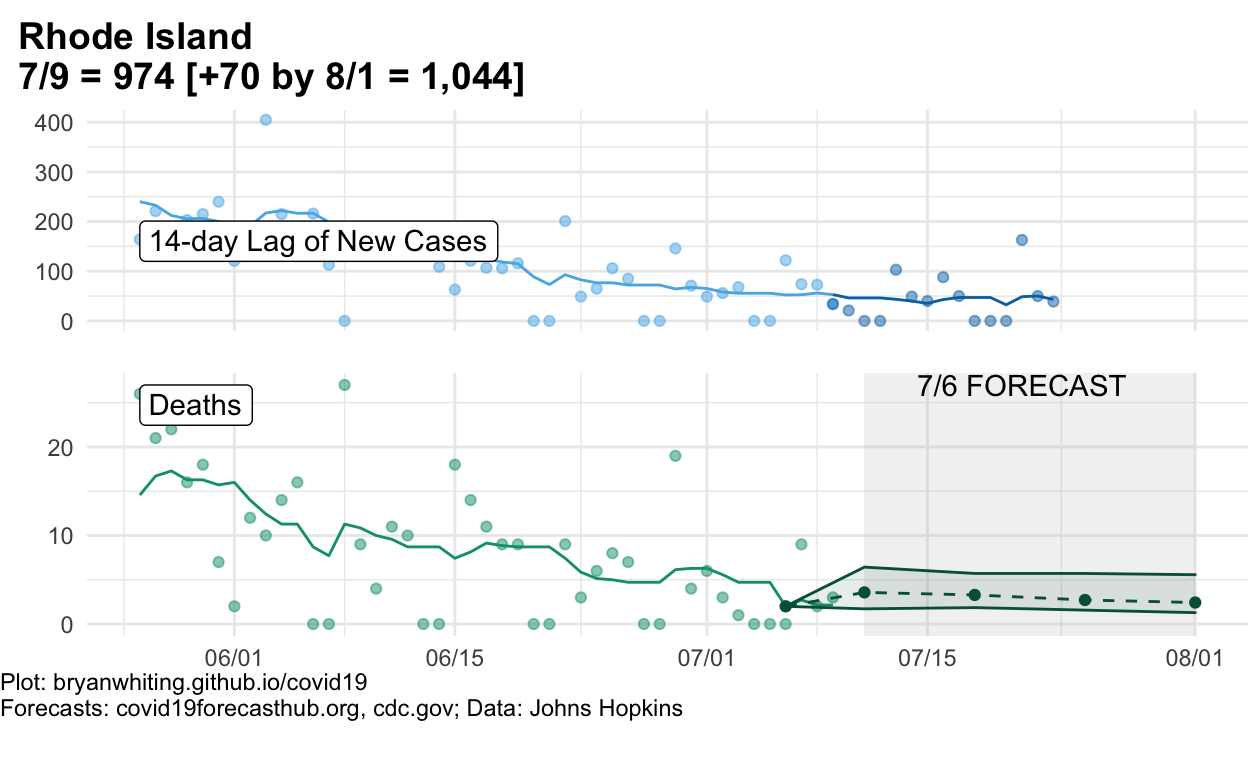 Rhode Island
7/9 = 974 [+70 by 8/1 = 1,044]
400
300
200
100
0
14-day Lag of New Cases
Deaths
7/6 FORECAST
20
10
0
06/01
06/15
07/01
07/15
08/01
Plot: bryanwhiting.github.io/covid19
Forecasts: covid19forecasthub.org, cdc.gov; Data: Johns Hopkins